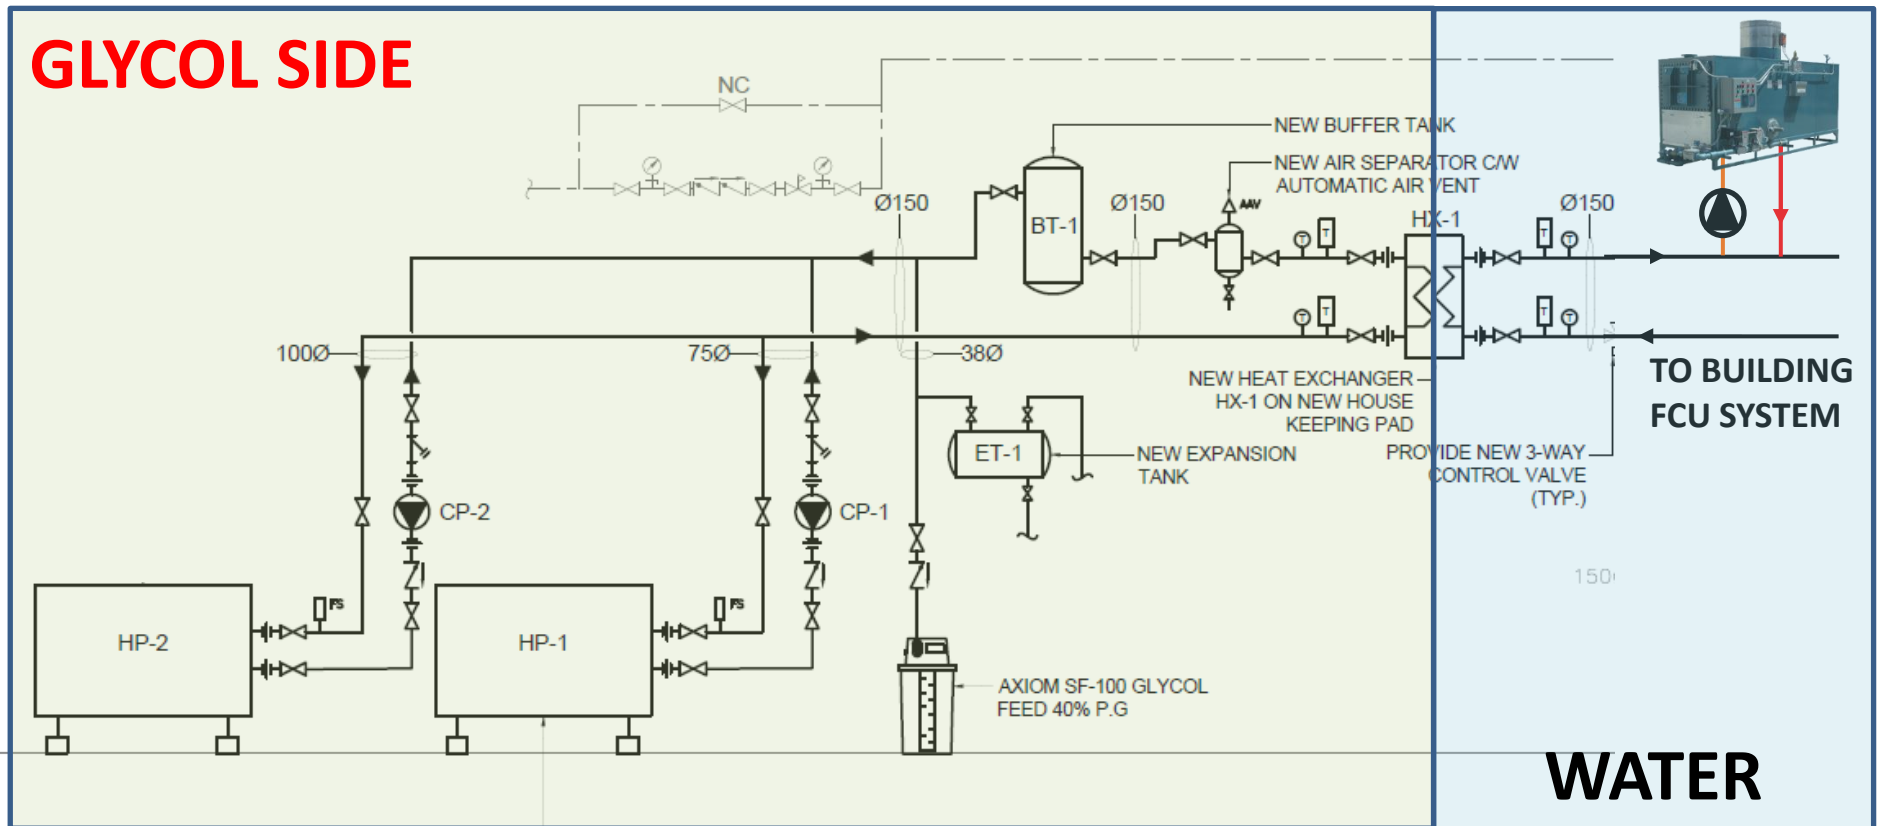 GLYCOL SIDE
NC
NEW BUFFER TANK
NEW AIR SEPARATOR C/W
AUTOMATIC AIR VENT
Ø150
BT-1
Ø150
AAV
HX-1
Ø150
T
T
T
T
T
T
T
T
100Ø
75Ø
38Ø
TO BUILDING
FCU SYSTEM
NEW HEAT EXCHANGER
HX-1 ON NEW HOUSE
KEEPING PAD
ET-1
NEW EXPANSION
TANK
PROVIDE NEW 3-WAY
CONTROL VALVE
(TYP.)
CP-2
CP-1
150
FS
FS
HP-2
HP-1
AXIOM SF-100 GLYCOL
FEED 40% P.G
WATER